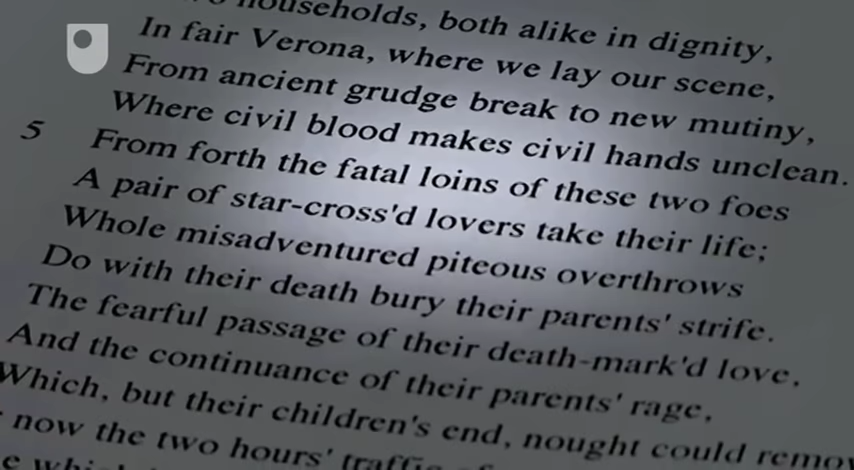 households, both alike in dignity,
In fair Verona, where we lay our scene,
From ancient grudge break to new mutiny,
Where civil blood makes civil hands unclean.
5 From forth the fatal loins of these two foes
A pair of star-cross'd lovers take their life;
Whole misadventured piteous overthrows
Do with their death bury their parents' strife.
The fearful passage of their death-mark'd love,
And the continuance of their parents' rage,
Which, but their children's end, nought could
now the two hours' traffic